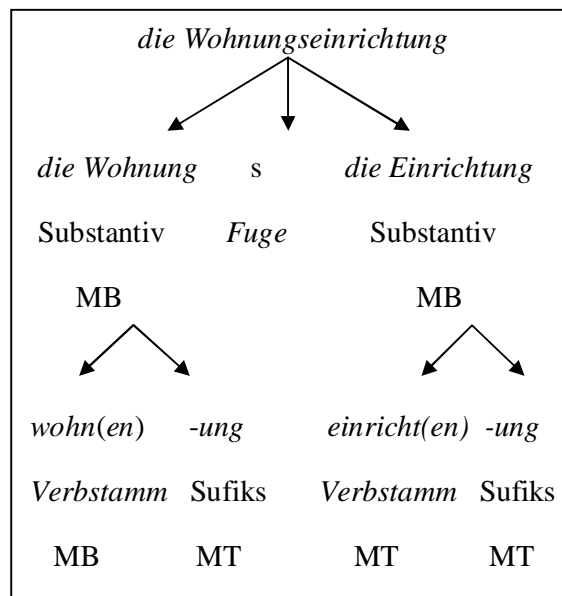 die Wohnungseinrichtung
die Wohnung s die Einrichtung
Substantiv Fuge Substantiv
MB MB
wohn(en) -ung einricht(en) -ung
Verbstamm Sufiks Verbstamm Sufiks
MB MT MT MT